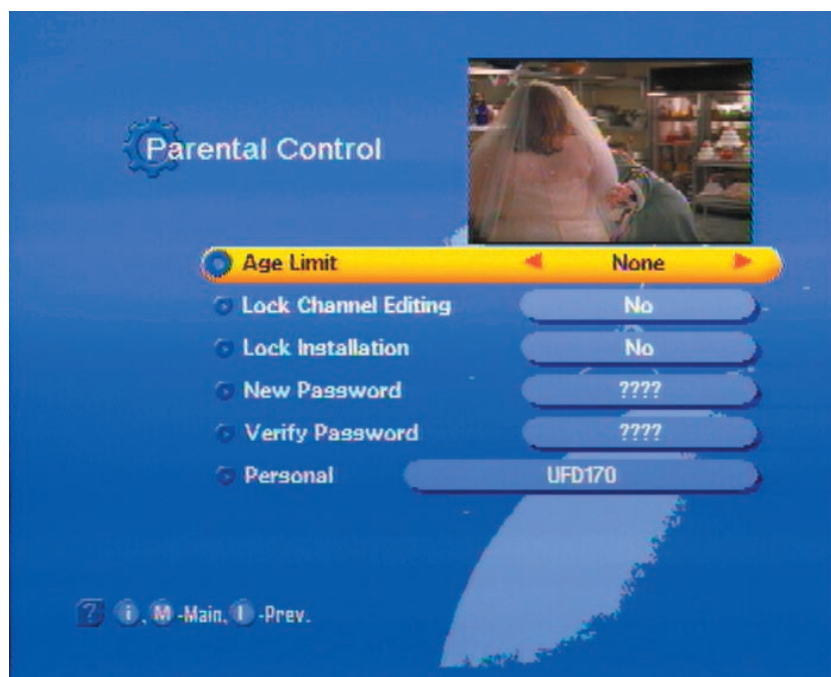 Parental Control
Age Limit None
Lock Channel Editing No
Lock Installation No
New Password ????
Verify Password ????
Personal UFD170
? i, M -Main, I -Prev.